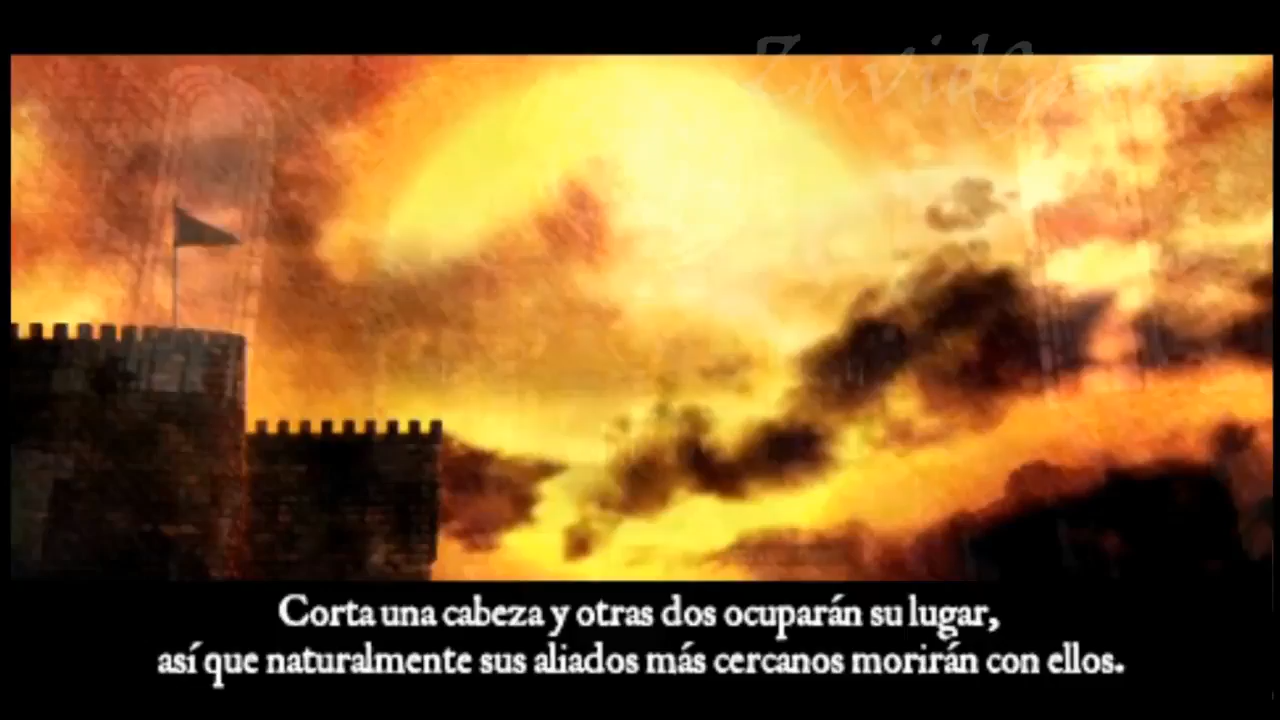 Corta una cabeza y otras dos ocuparán su lugar,
así que naturalmente sus aliados más cercanos morirán con ellos.